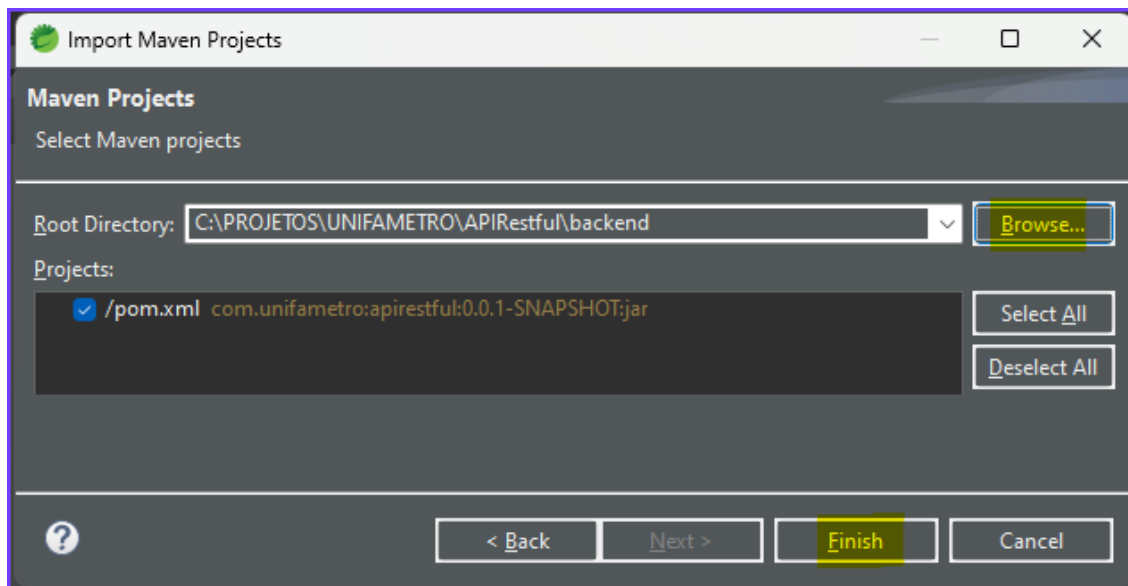 Import Maven Projects
Maven Projects
Select Maven projects
Root Directory: C:\PROJETOS\UNIFAMETRO\APIRestful\backend Browse...
Projects:
/pom.xml com.unifametro:apirestful:0.0.1-SNAPSHOT:jar
Select All
Deselect All
? < Back Next > Finish Cancel